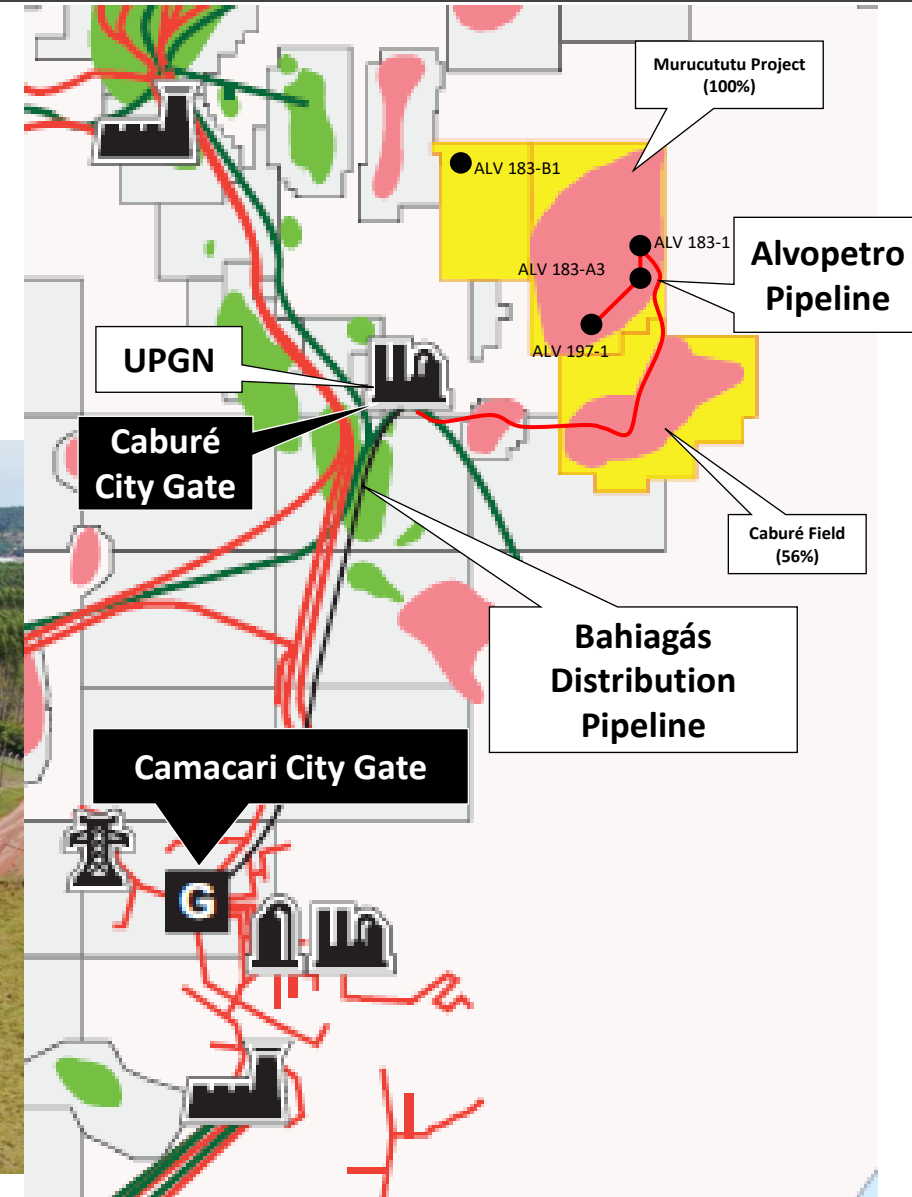 Murucututu Project
(100%)
ALV 183-B1
ALV 183-1
Alvopetro
Pipeline
ALV 183-A3
ALV 197-1
UPGN
Caburé
City Gate
Caburé Field
(56%)
Bahiagás
Distribution
Pipeline
Camacari City Gate
G